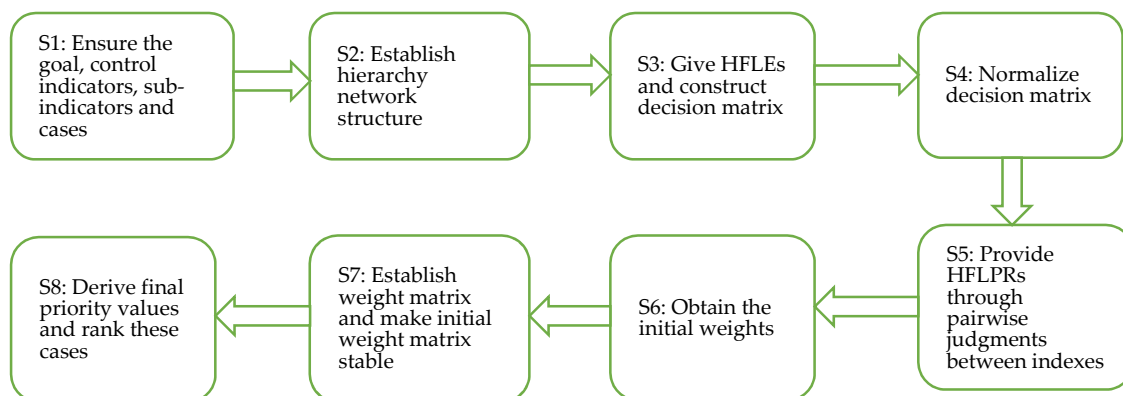 S1: Ensure the
goal, control
indicators, sub-
indicators and
cases
S2: Establish
hierarchy
network
structure
S3: Give HFLEs
and construct
decision matrix
S4: Normalize
decision matrix
S5: Provide
HFLPRs
through
pairwise
judgments
between indexes
S6: Obtain the
initial weights
S7: Establish
weight matrix
and make initial
weight matrix
stable
S8: Derive final
priority values
and rank these
cases